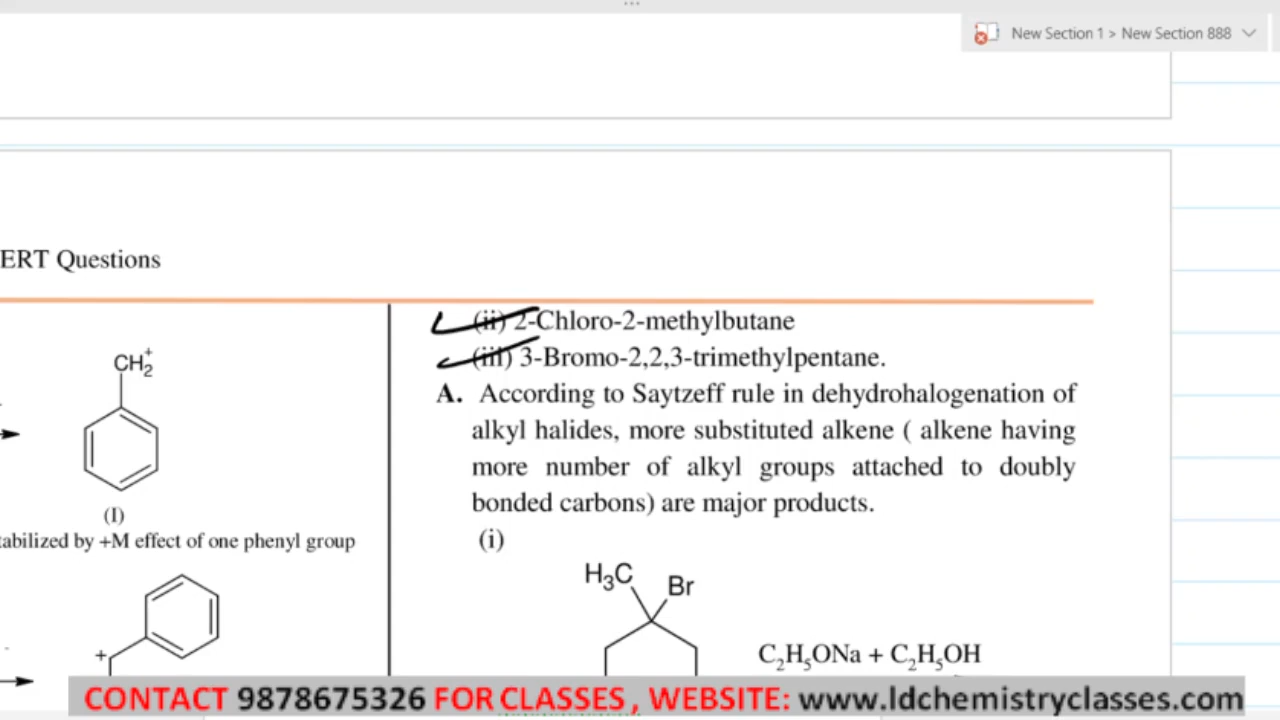 New Section 1 > New Section 888
ERT Questions
CH₂⁺
(I)
tabilized by +M effect of one phenyl group
+
(ii) 2-Chloro-2-methylbutane
(iii) 3-Bromo-2,2,3-trimethylpentane.
A. According to Saytzeff rule in dehydrohalogenation of
alkyl halides, more substituted alkene ( alkene having
more number of alkyl groups attached to doubly
bonded carbons) are major products.
(i)
H₃C
Br
C₂H₅ONa + C₂H₅OH
CONTACT 9878675326 FOR CLASSES , WEBSITE: www.ldchemistryclasses.com